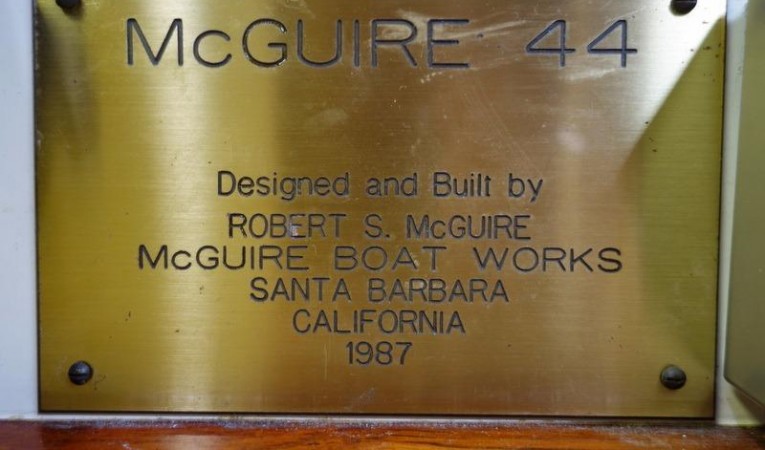 McGUIRE 44
Designed and Built by
ROBERT S. McGUIRE
McGUIRE BOAT WORKS
SANTA BARBARA
CALIFORNIA
1987